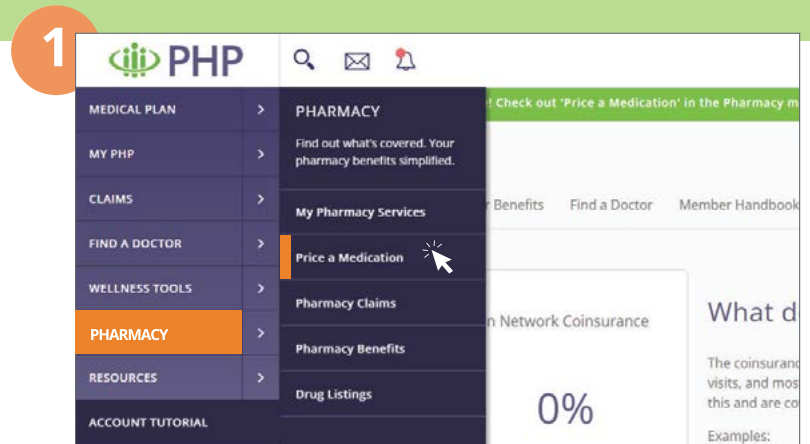 1
PHP
MEDICAL PLAN
MY PHP
CLAIMS
FIND A DOCTOR
WELLNESS TOOLS
PHARMACY
RESOURCES
ACCOUNT TUTORIAL
PHARMACY
Find out what's covered. Your
pharmacy benefits simplified.
My Pharmacy Services
Price a Medication
Pharmacy Claims
Pharmacy Benefits
Drug Listings
! Check out 'Price a Medication' in the Pharmacy m
r Benefits Find a Doctor Member Handbook
n Network Coinsurance
0%
What d
The coinsuranc
visits, and mos
this and are co
Examples: